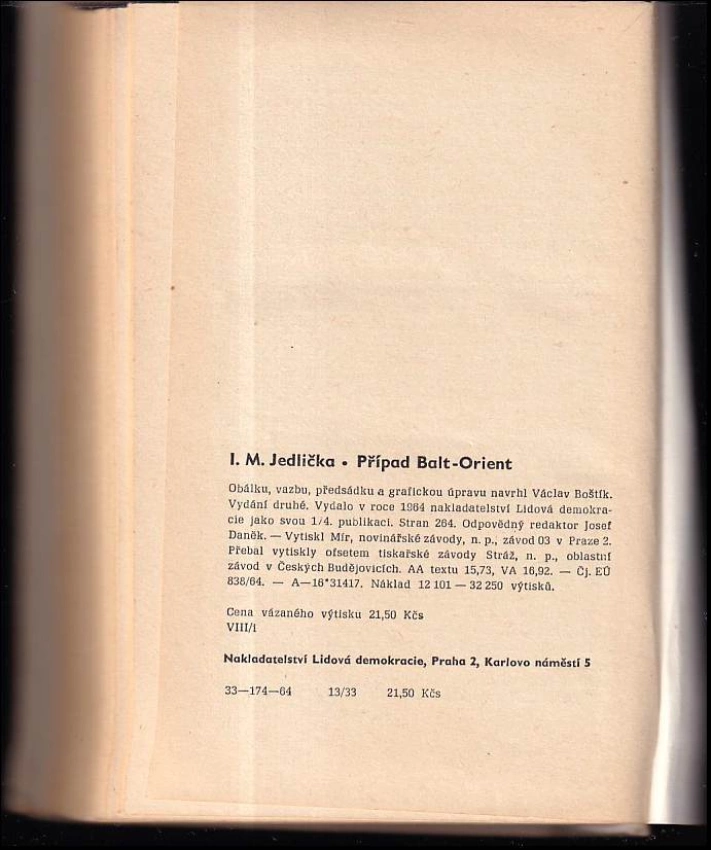 I. M. Jedlička • Případ Balt-Orient
Obálku, vazbu, předsádku a grafickou úpravu navrhl Václav Boštík.
Vydání druhé. Vydalo v roce 1964 nakladatelství Lidová demokra-
cie jako svou 1/4. publikaci. Stran 264. Odpovědný redaktor Josef
Daněk. — Vytiskl Mír, novinářské závody, n. p., závod 03 v Praze 2.
Přebal vytiskly ofsetem tiskařské závody Stráž, n. p., oblastní
závod v Českých Budějovicích. AA textu 15,73, VA 16,92. — Čj. EÚ
838/64. — A—16*31417. Náklad 12 101 — 32 250 výtisků.
Cena vázaného výtisku 21,50 Kčs
VIII/1
Nakladatelství Lidová demokracie, Praha 2, Karlovo náměstí 5
33—174—64 13/33 21,50 Kčs